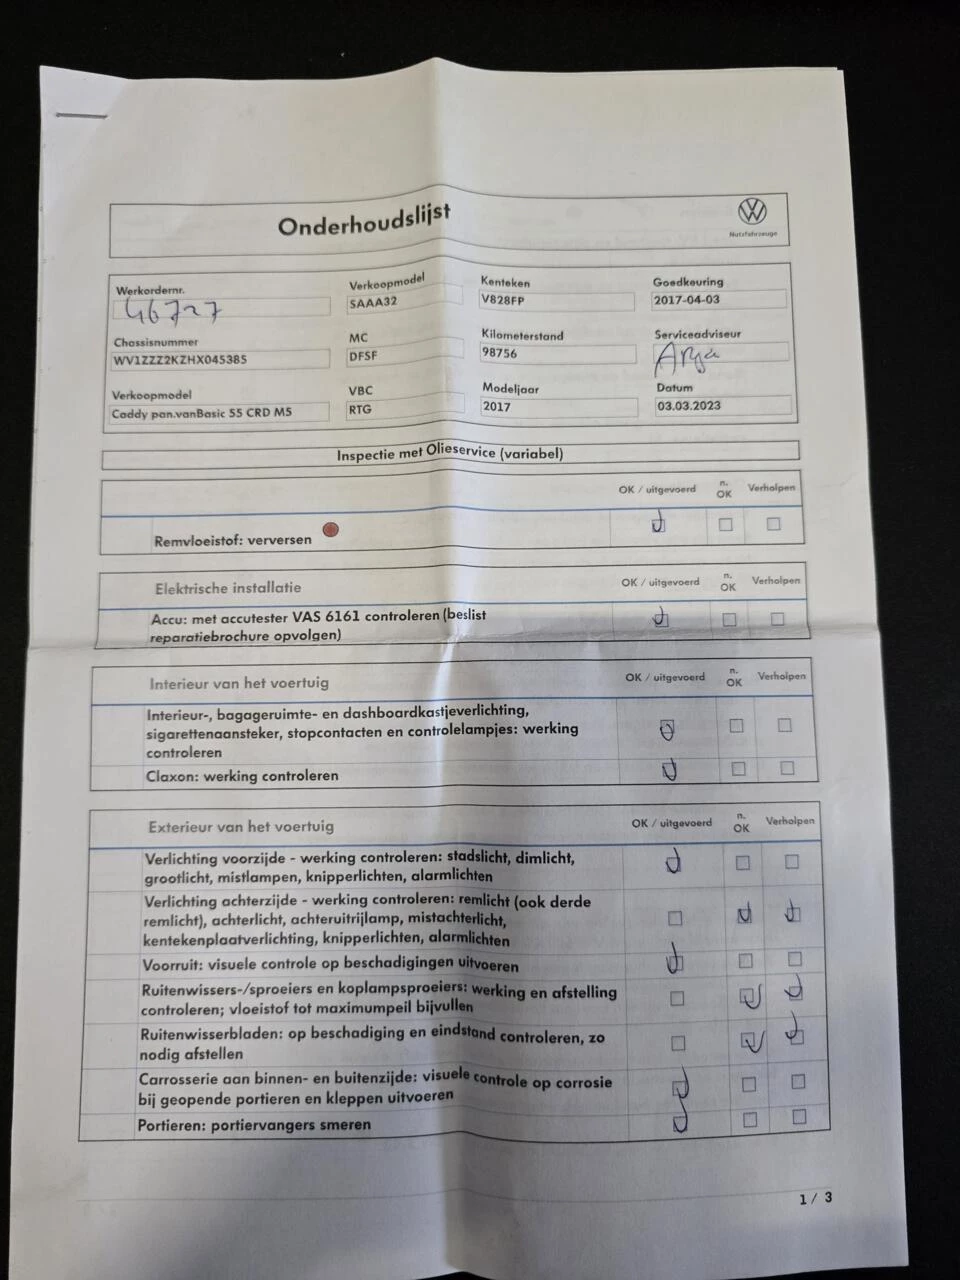 Onderhoudslijst
Nutzfahrzeuge
Werkordernr. Verkoopmodel Kenteken Goedkeuring
46727 SAAA32 V828FP 2017-04-03
Chassisnummer MC Kilometerstand Serviceadviseur
WV1ZZZ2KZHX045385 DFSF 98756
Verkoopmodel VBC Modeljaar Datum
Caddy pan.vanBasic 55 CRD M5 RTG 2017 03.03.2023
Inspectie met Olieservice (variabel)
OK / uitgevoerd n. OK Verholpen
Remvloeistof: verversen
Elektrische installatie OK / uitgevoerd n. OK Verholpen
Accu: met accutester VAS 6161 controleren (beslist
reparatiebrochure opvolgen)
Interieur van het voertuig OK / uitgevoerd n. OK Verholpen
Interieur-, bagageruimte- en dashboardkastjeverlichting,
sigarettenaansteker, stopcontacten en controlelampjes: werking
controleren
Claxon: werking controleren
Exterieur van het voertuig OK / uitgevoerd n. OK Verholpen
Verlichting voorzijde - werking controleren: stadslicht, dimlicht,
grootlicht, mistlampen, knipperlichten, alarmlichten
Verlichting achterzijde - werking controleren: remlicht (ook derde
remlicht), achterlicht, achteruitrijlamp, mistachterlicht,
kentekenplaatverlichting, knipperlichten, alarmlichten
Voorruit: visuele controle op beschadigingen uitvoeren
Ruitenwissers-/sproeiers en koplampsproeiers: werking en afstelling
controleren; vloeistof tot maximumpeil bijvullen
Ruitenwisserbladen: op beschadiging en eindstand controleren, zo
nodig afstellen
Carrosserie aan binnen- en buitenzijde: visuele controle op corrosie
bij geopende portieren en kleppen uitvoeren
Portieren: portiervangers smeren
1 / 3